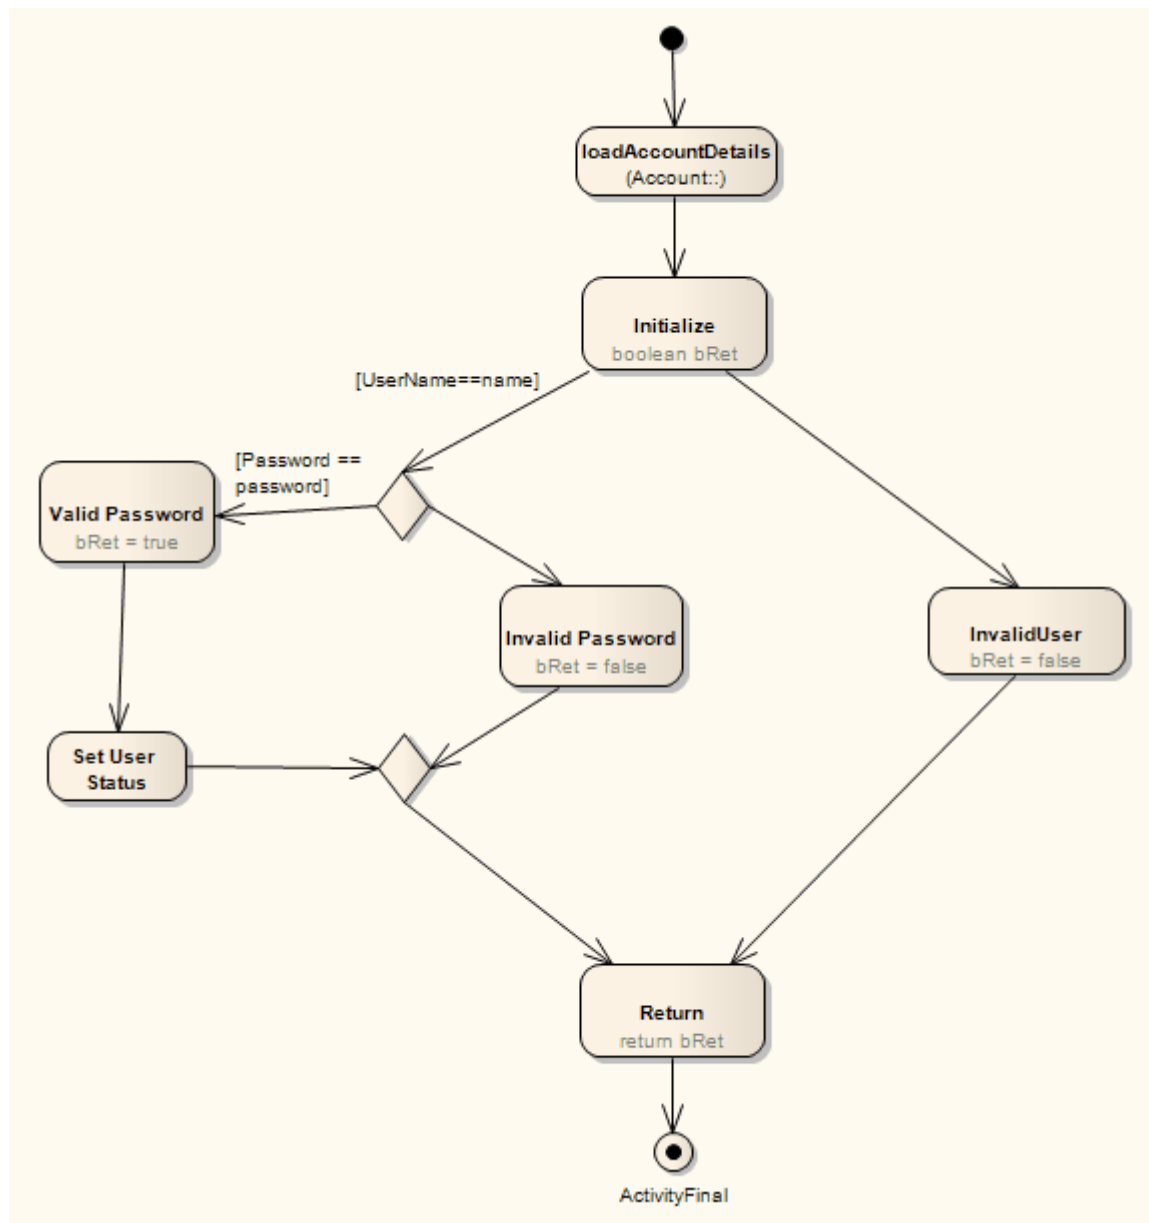 loadAccountDetails
(Account::)
Initialize
boolean bRet
[UserName==name]
[Password ==
password]
Valid Password
bRet = true
Invalid Password
bRet = false
InvalidUser
bRet = false
Set User
Status
Return
return bRet
ActivityFinal